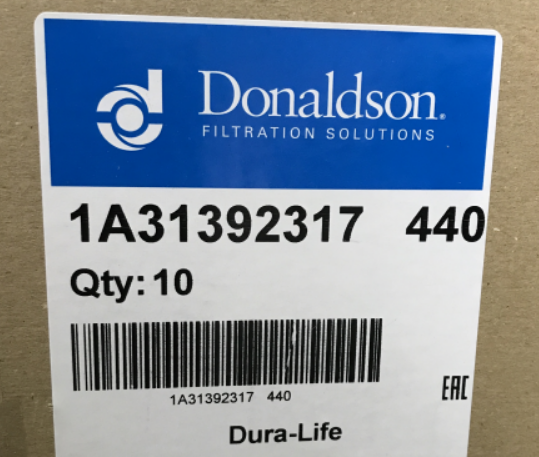 Donaldson.
FILTRATION SOLUTIONS
1A31392317 440
Qty: 10
1A31392317 440
EAC
Dura-Life